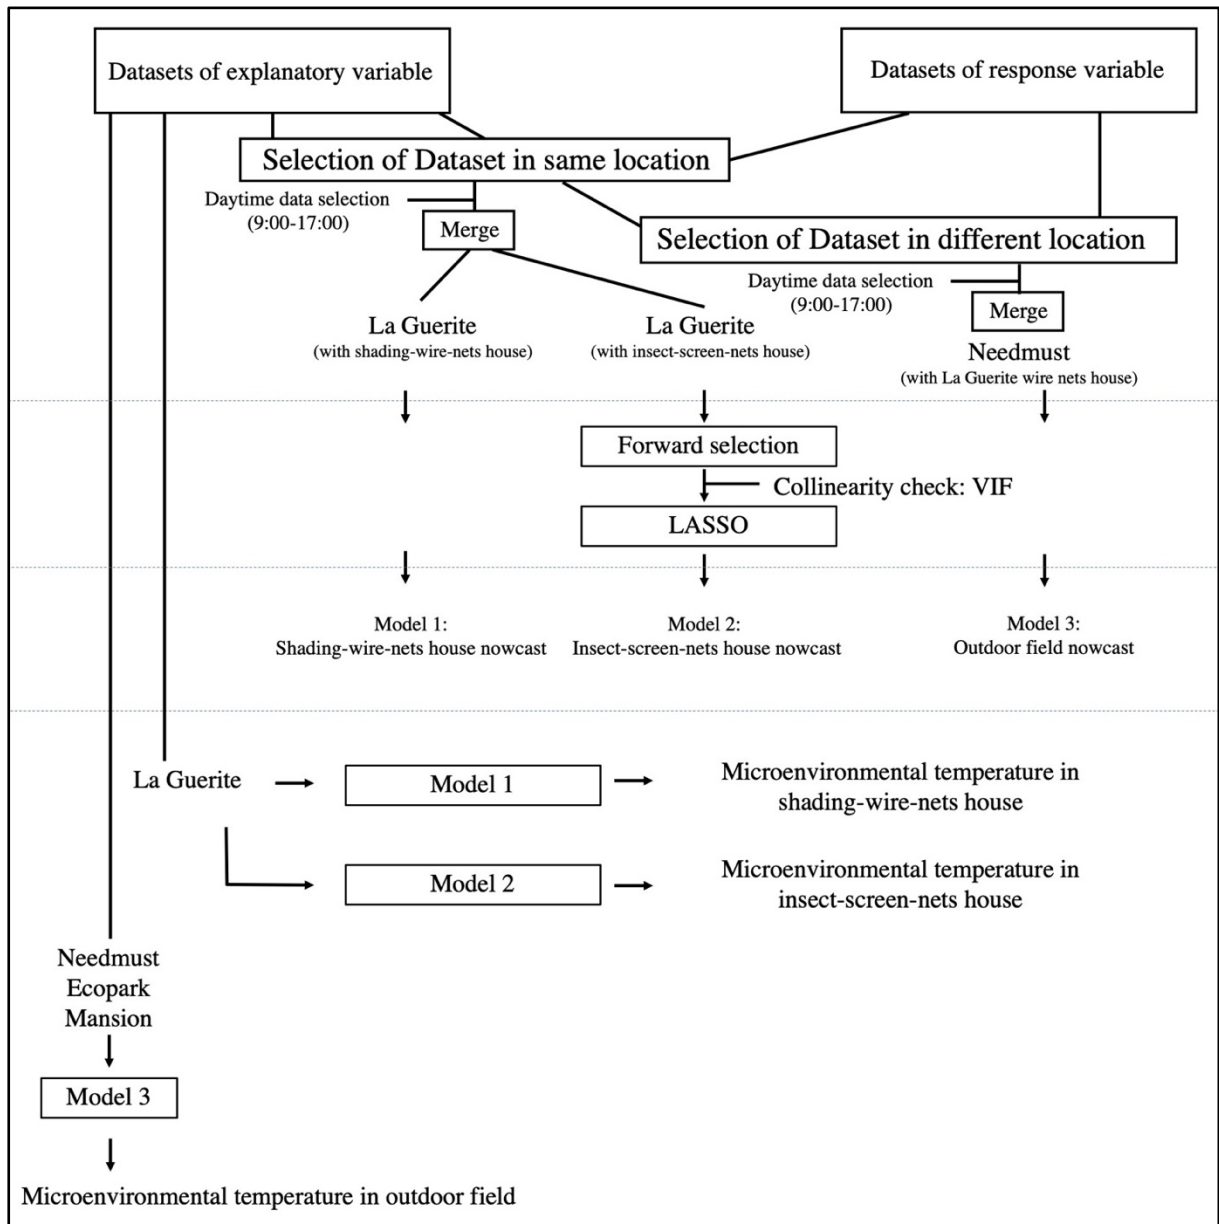 Datasets of explanatory variable
Datasets of response variable
Selection of Dataset in same location
Daytime data selection
(9:00-17:00)
Merge
Selection of Dataset in different location
Daytime data selection
(9:00-17:00)
Merge
La Guerite
(with shading-wire-nets house)
La Guerite
(with insect-screen-nets house)
Needmust
(with La Guerite wire nets house)
Forward selection
Collinearity check: VIF
LASSO
Model 1:
Shading-wire-nets house nowcast
Model 2:
Insect-screen-nets house nowcast
Model 3:
Outdoor field nowcast
La Guerite
Model 1
Microenvironmental temperature in
shading-wire-nets house
Model 2
Microenvironmental temperature in
insect-screen-nets house
Needmust
Ecopark
Mansion
Model 3
Microenvironmental temperature in outdoor field